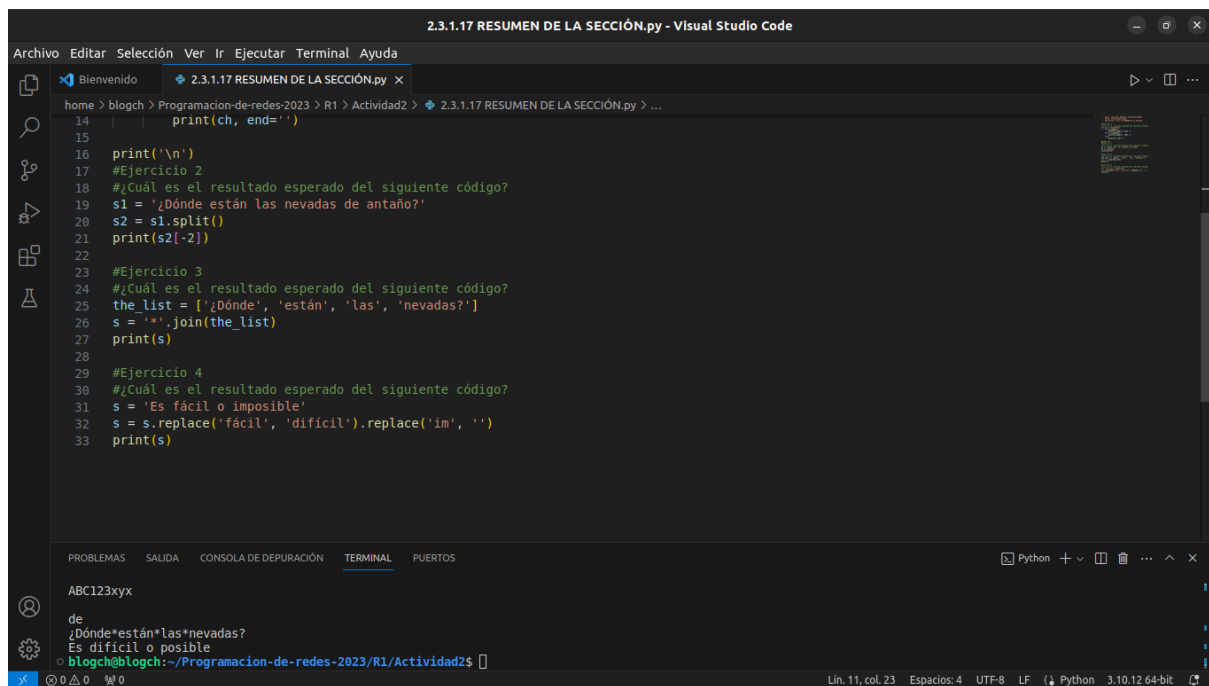 2.3.1.17 RESUMEN DE LA SECCIÓN.py - Visual Studio Code
Archivo Editar Selección Ver Ir Ejecutar Terminal Ayuda
Bienvenido 2.3.1.17 RESUMEN DE LA SECCIÓN.py
home > blogch > Programacion-de-redes-2023 > R1 > Actividad2 > 2.3.1.17 RESUMEN DE LA SECCIÓN.py > ...
14 print(ch, end='')
15
16 print('\n')
17 #Ejercicio 2
18 #¿Cuál es el resultado esperado del siguiente código?
19 s1 = '¿Dónde están las nevadas de antaño?'
20 s2 = s1.split()
21 print(s2[-2])
22
23 #Ejercicio 3
24 #¿Cuál es el resultado esperado del siguiente código?
25 the_list = ['¿Dónde', 'están', 'las', 'nevadas?']
26 s = '*'.join(the_list)
27 print(s)
28
29 #Ejercicio 4
30 #¿Cuál es el resultado esperado del siguiente código?
31 s = 'Es fácil o imposible'
32 s = s.replace('fácil', 'difícil').replace('im', '')
33 print(s)
PROBLEMAS SALIDA CONSOLA DE DEPURACIÓN TERMINAL PUERTOS Python
ABC123xyx
de
¿Dónde*están*las*nevadas?
Es difícil o posible
blogch@blogch:~/Programacion-de-redes-2023/R1/Actividad2$
0 0 0 Lín. 11, col. 23 Espacios: 4 UTF-8 LF Python 3.10.12 64-bit